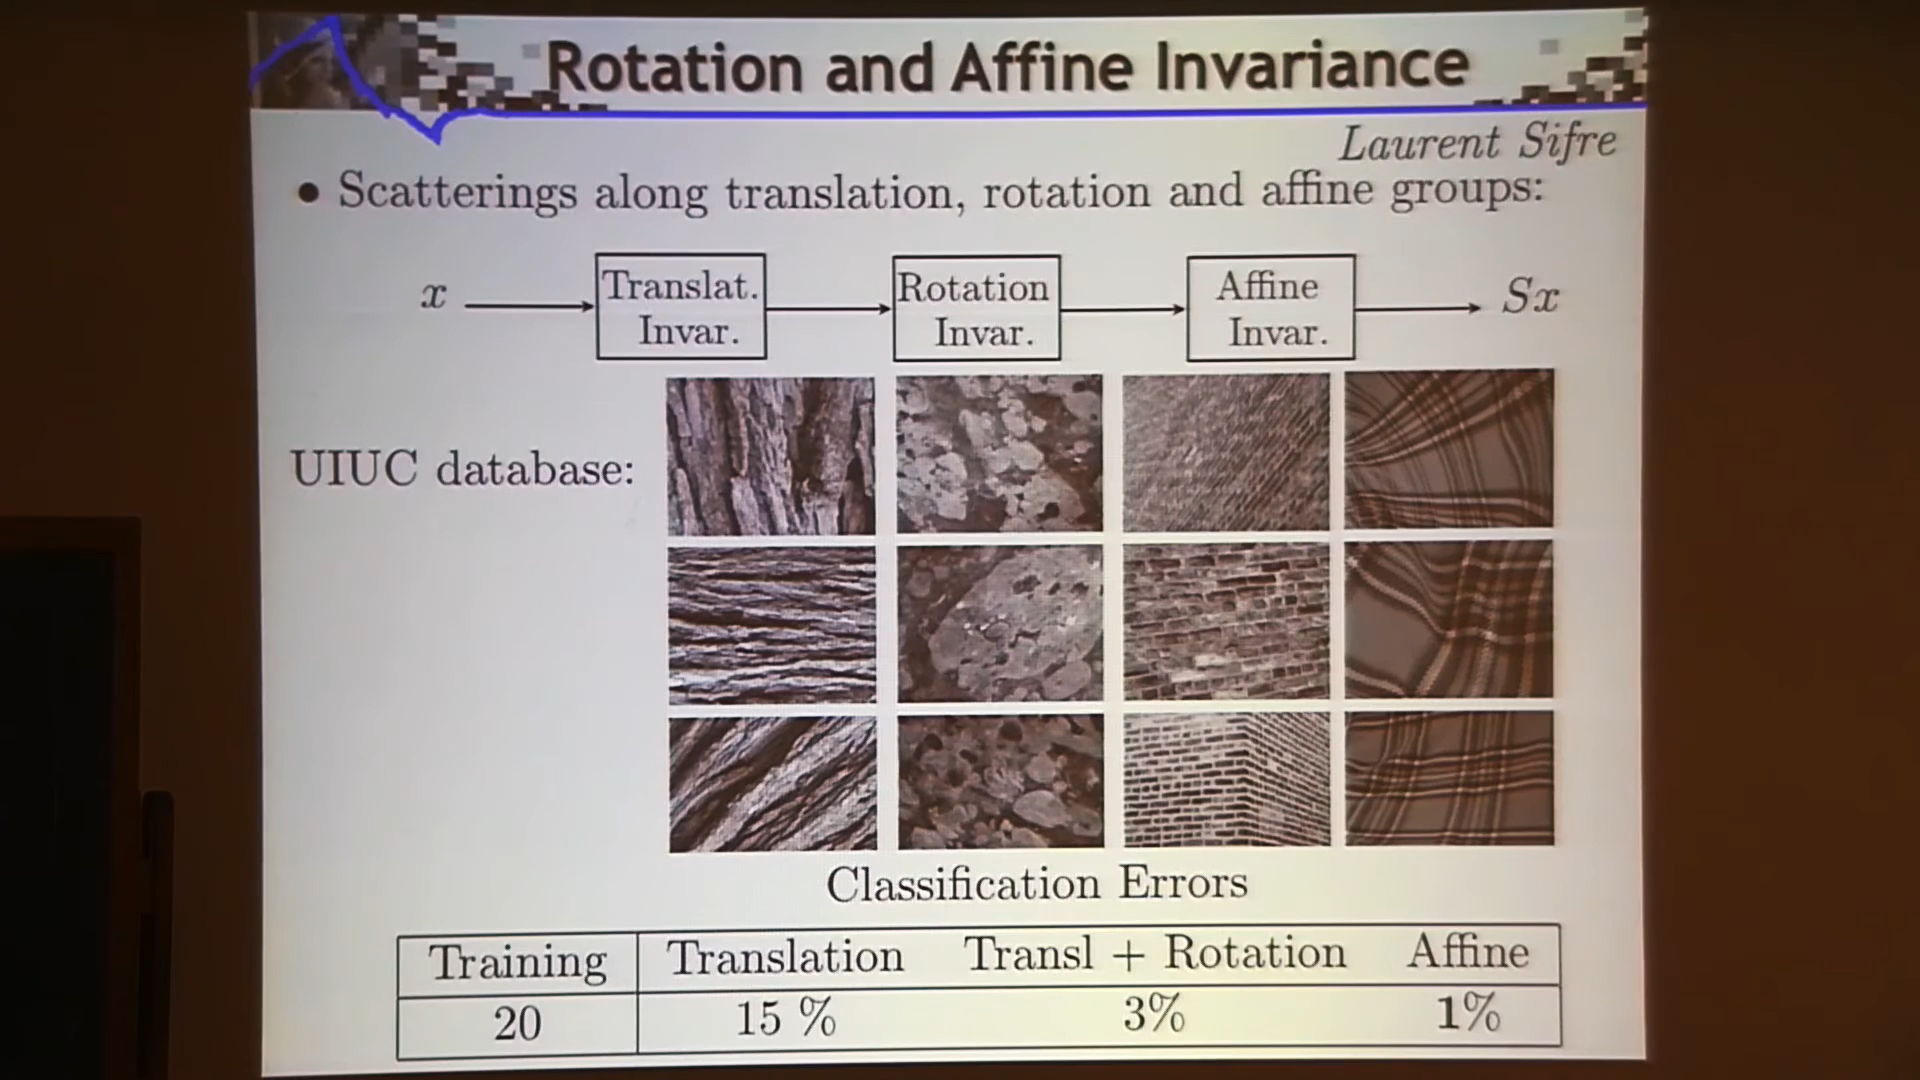 Rotation and Affine Invariance
Laurent Sifre
• Scatterings along translation, rotation and affine groups:
x
Translat.
Invar.
Rotation
Invar.
Affine
Invar.
Sx
UIUC database:
Classification Errors
Training Translation Transl + Rotation Affine
20 15 % 3% 1%